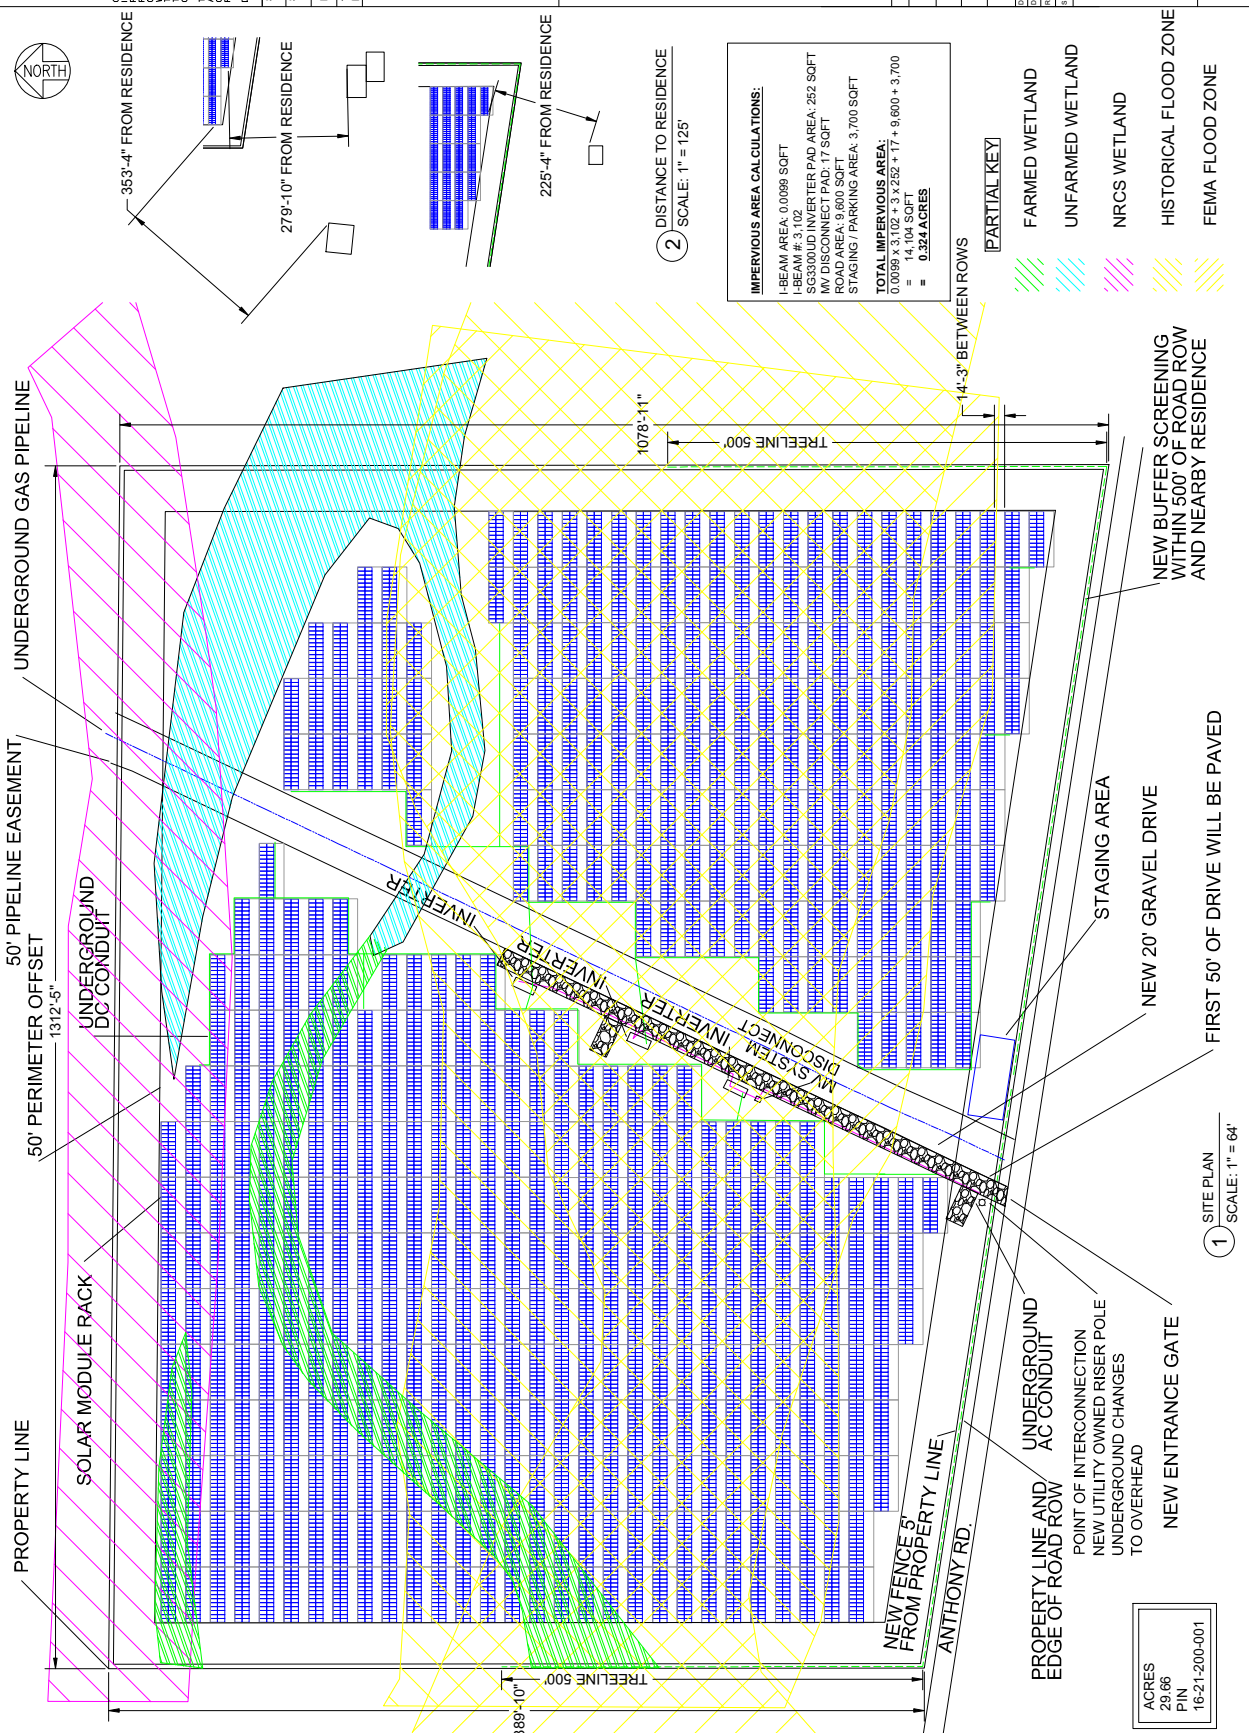 NORTH
353'-4" FROM RESIDENCE
279'-10" FROM RESIDENCE
225'-4" FROM RESIDENCE
2
DISTANCE TO RESIDENCE
SCALE: 1" = 125'
IMPERVIOUS AREA CALCULATIONS:
I-BEAM AREA: 0.0099 SQFT
I-BEAM #: 3,102
SG3300UD INVERTER PAD AREA: 252 SQFT
MV DISCONNECT PAD: 17 SQFT
ROAD AREA: 9,600 SQFT
STAGING / PARKING AREA: 3,700 SQFT
TOTAL IMPERVIOUS AREA:
0.0099 x 3,102 + 3 x 252 + 17 + 9,600 + 3,700
= 14,104 SQFT
= 0.324 ACRES
PARTIAL KEY
FARMED WETLAND
UNFARMED WETLAND
NRCS WETLAND
HISTORICAL FLOOD ZONE
FEMA FLOOD ZONE
UNDERGROUND GAS PIPELINE
50' PIPELINE EASEMENT
50' PERIMETER OFFSET
1312'-5"
UNDERGROUND
DC CONDUIT
SOLAR MODULE RACK
PROPERTY LINE
1078'-11"
TREELINE 500'
14'-3" BETWEEN ROWS
NEW BUFFER SCREENING
WITHIN 500' OF ROAD ROW
AND NEARBY RESIDENCE
INVERTER
INVERTER
INVERTER
INVERTER
INVERTER
INVERTER
MV SYSTEM
DISCONNECT
STAGING AREA
NEW 20' GRAVEL DRIVE
FIRST 50' OF DRIVE WILL BE PAVED
1
SITE PLAN
SCALE: 1" = 64'
UNDERGROUND
AC CONDUIT
POINT OF INTERCONNECTION
NEW UTILITY OWNED RISER POLE
UNDERGROUND CHANGES
TO OVERHEAD
NEW ENTRANCE GATE
NEW FENCE 5'
FROM PROPERTY LINE
ANTHONY RD.
PROPERTY LINE AND
EDGE OF ROAD ROW
TREELINE 500'
889'-10"
ACRES
29.66
PIN
16-21-200-001